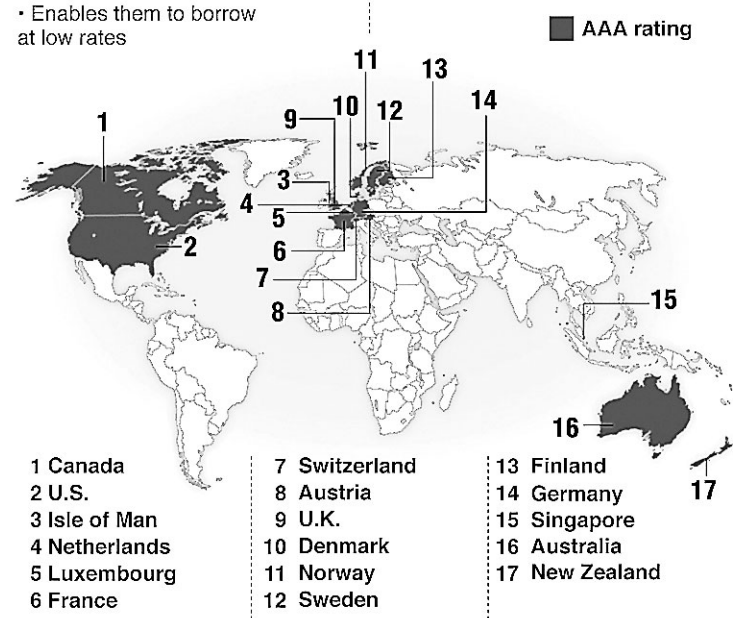 · Enables them to borrow
at low rates
AAA rating
11
13
10
14
9
12
1
3
4
5
2
6
7
15
8
16
17
1 Canada
2 U.S.
3 Isle of Man
4 Netherlands
5 Luxembourg
6 France
7 Switzerland
8 Austria
9 U.K.
10 Denmark
11 Norway
12 Sweden
13 Finland
14 Germany
15 Singapore
16 Australia
17 New Zealand